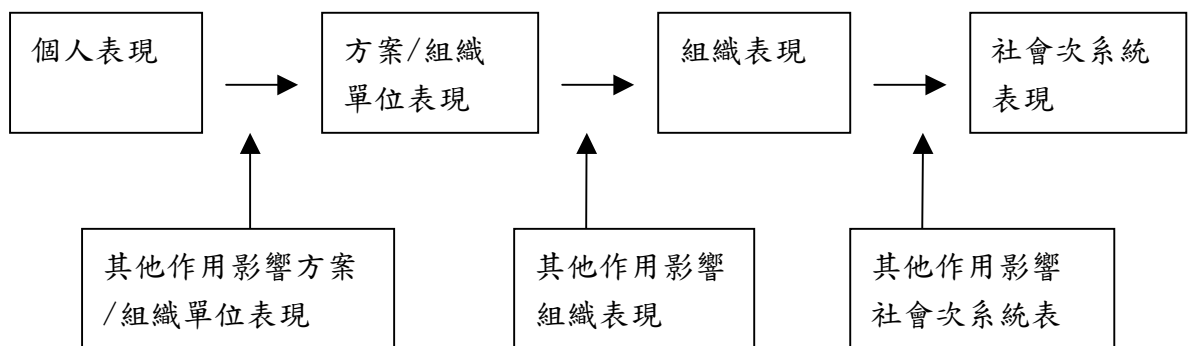 個人表現
方案/組織
單位表現
組織表現
社會次系統
表現
其他作用影響方案
/組織單位表現
其他作用影響
組織表現
其他作用影響
社會次系統表